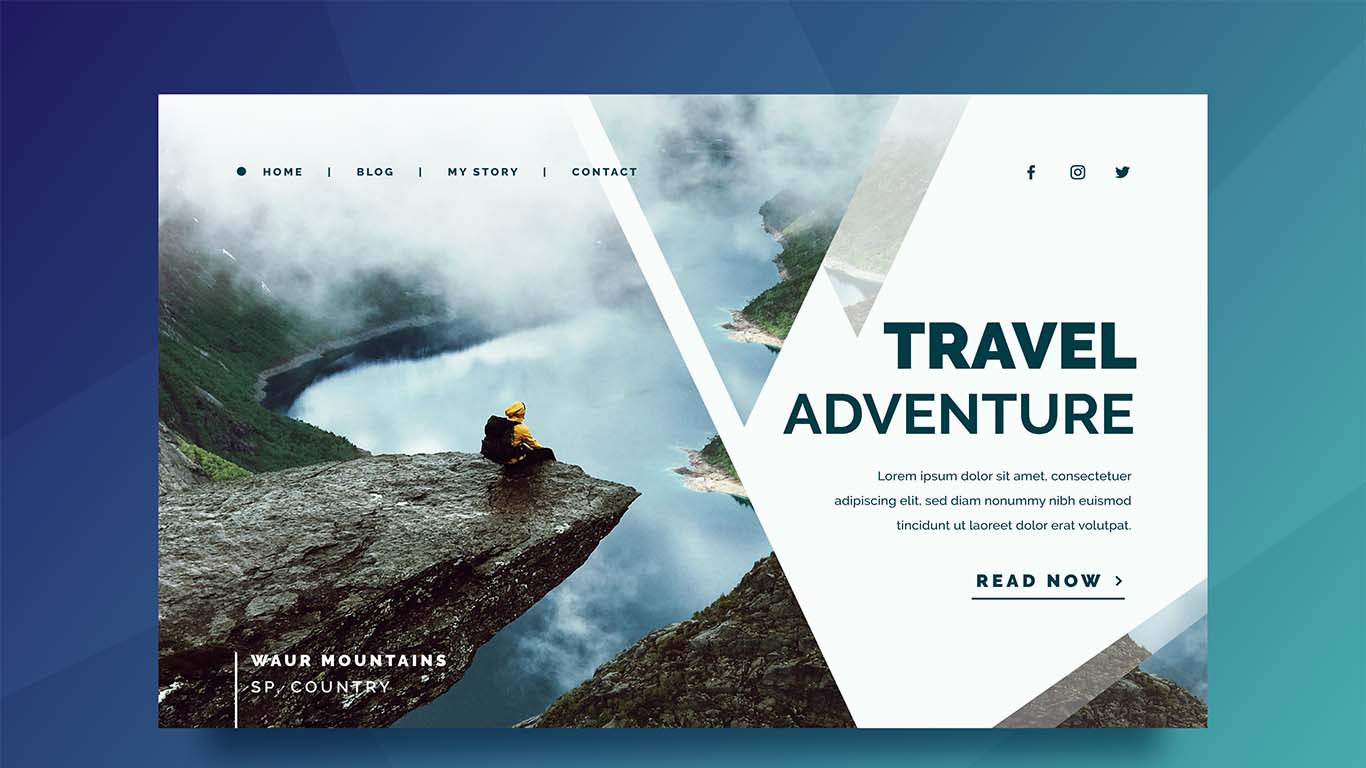 HOME | BLOG | MY STORY | CONTACT
TRAVEL
ADVENTURE
Lorem ipsum dolor sit amet, consectetuer
adipiscing elit, sed diam nonummy nibh euismod
tincidunt ut laoreet dolor erat volutpat.
READ NOW >
WAUR MOUNTAINS
SP, COUNTRY